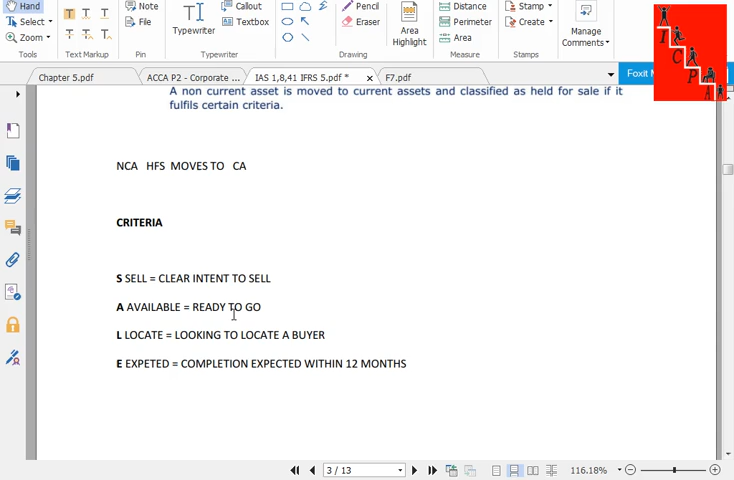 Hand
Select
Zoom
Tools
Text Markup
Note
File
Pin
Typewriter
Callout
Textbox
Typewriter
Pencil
Eraser
Drawing
Area
Highlight
Distance
Perimeter
Area
Measure
Stamp
Create
Stamps
Manage
Comments
Chapter 5.pdf
ACCA P2 - Corporate ...
IAS 1,8,41 IFRS 5.pdf *
F7.pdf
Foxit M
I
C
P
A
A non current asset is moved to current assets and classified as held for sale if it
fulfils certain criteria.
NCA HFS MOVES TO CA
CRITERIA
S SELL = CLEAR INTENT TO SELL
A AVAILABLE = READY TO GO
L LOCATE = LOOKING TO LOCATE A BUYER
E EXPETED = COMPLETION EXPECTED WITHIN 12 MONTHS
3 / 13
116.18%